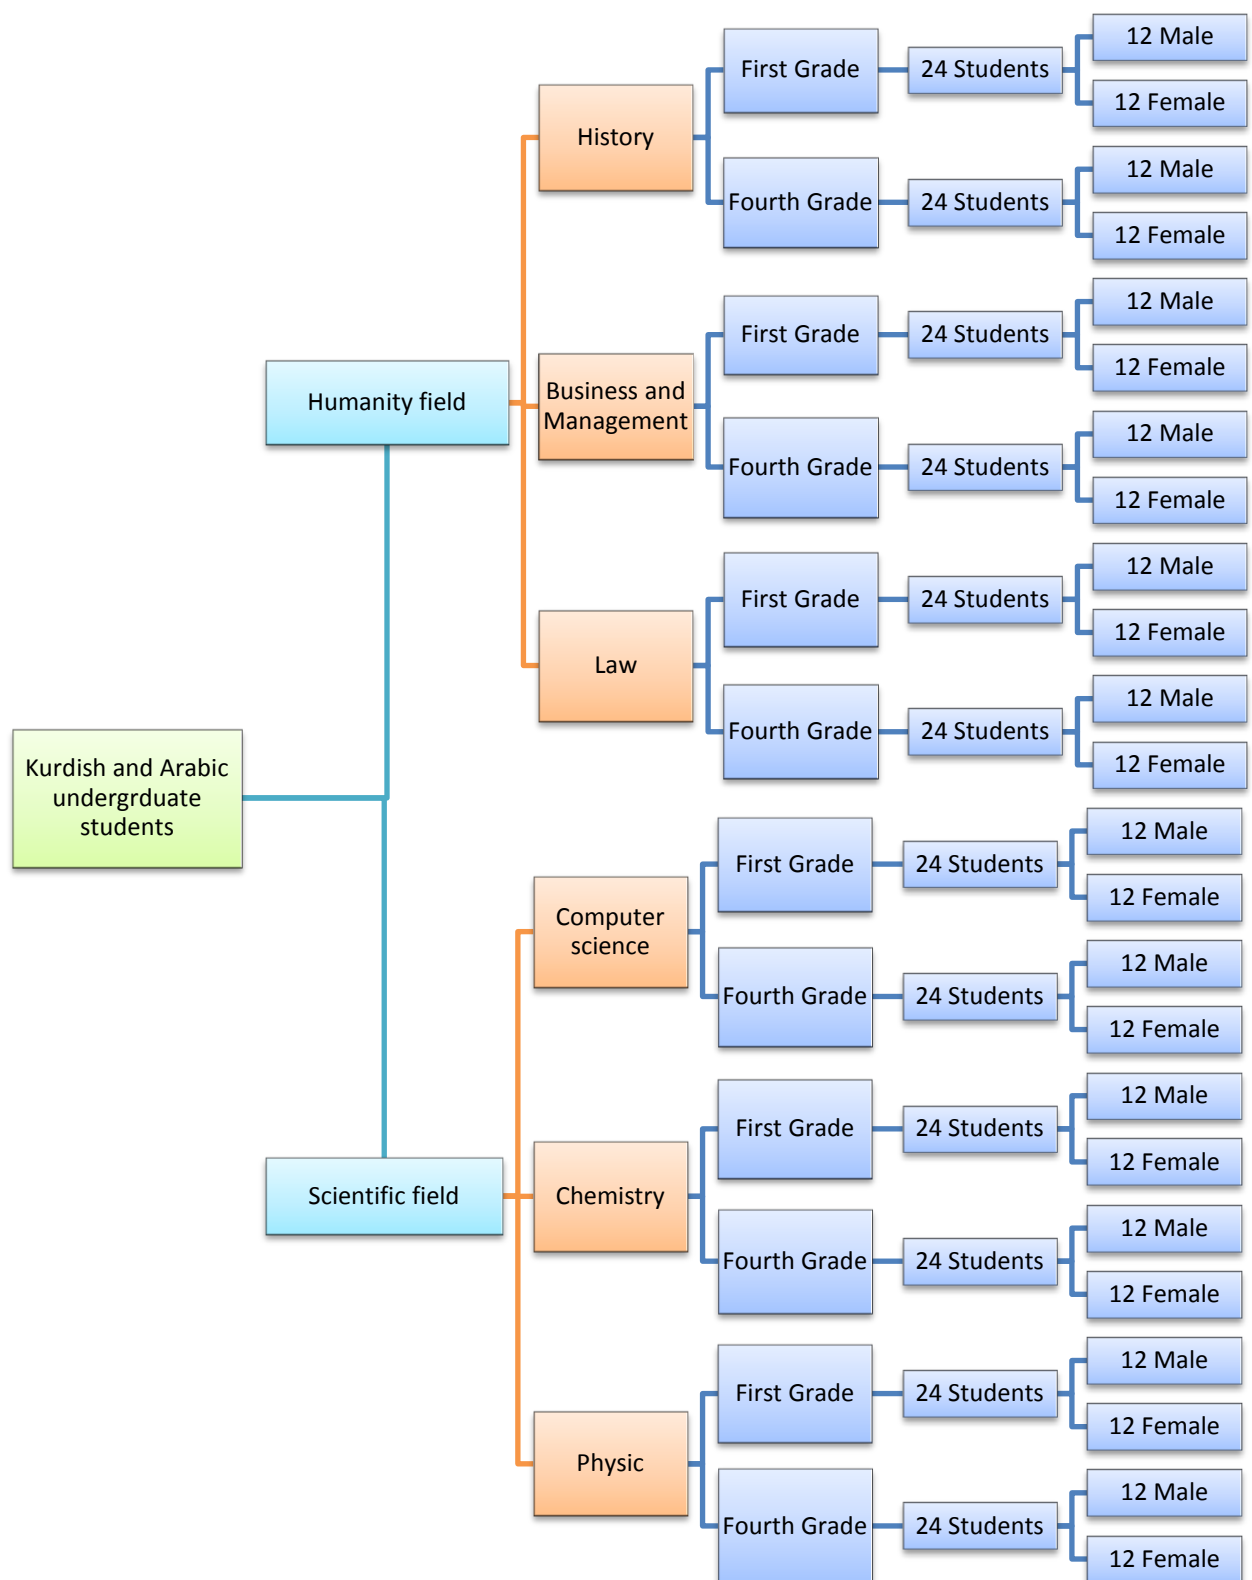 Kurdish and Arabic
undergrduate
students
Humanity field
History
First Grade
24 Students
12 Male
12 Female
Fourth Grade
24 Students
12 Male
12 Female
Business and
Management
First Grade
24 Students
12 Male
12 Female
Fourth Grade
24 Students
12 Male
12 Female
Law
First Grade
24 Students
12 Male
12 Female
Fourth Grade
24 Students
12 Male
12 Female
Scientific field
Computer
science
First Grade
24 Students
12 Male
12 Female
Fourth Grade
24 Students
12 Male
12 Female
Chemistry
First Grade
24 Students
12 Male
12 Female
Fourth Grade
24 Students
12 Male
12 Female
Physic
First Grade
24 Students
12 Male
12 Female
Fourth Grade
24 Students
12 Male
12 Female